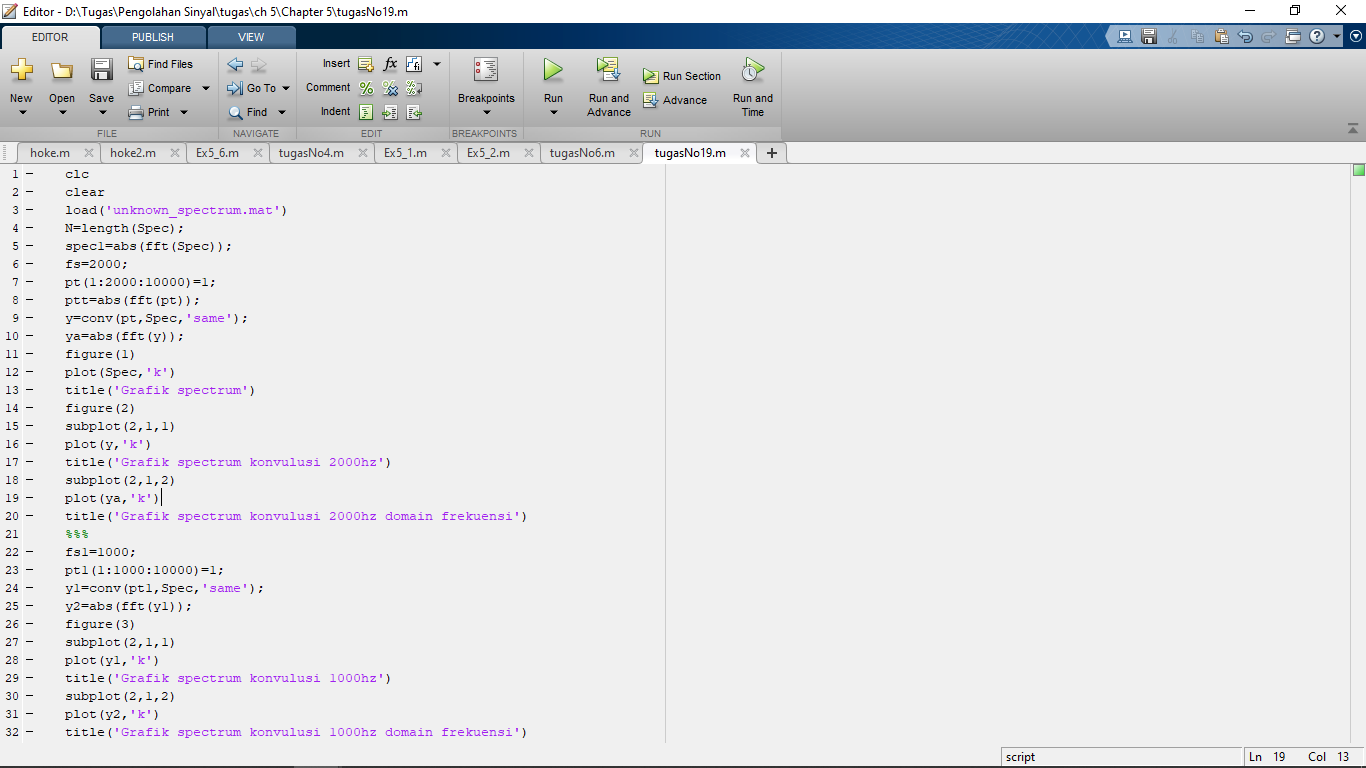 Editor - D:\Tugas\Pengolahan Sinyal\tugas\ch 5\Chapter 5\tugasNo19.m
EDITOR PUBLISH VIEW
New Open Save
Find Files
Compare
Print
FILE
Go To
Find
NAVIGATE
Insert fx
Comment
Indent
EDIT
Breakpoints
BREAKPOINTS
Run
Run and Advance
Run Section
Advance
Run and Time
RUN
hoke.m hoke2.m Ex5_6.m tugasNo4.m Ex5_1.m Ex5_2.m tugasNo6.m tugasNo19.m
1 – clc
2 – clear
3 – load('unknown_spectrum.mat')
4 – N=length(Spec);
5 – spec1=abs(fft(Spec));
6 – fs=2000;
7 – pt(1:2000:10000)=1;
8 – ptt=abs(fft(pt));
9 – y=conv(pt,Spec,'same');
10 – ya=abs(fft(y));
11 – figure(1)
12 – plot(Spec,'k')
13 – title('Grafik spectrum')
14 – figure(2)
15 – subplot(2,1,1)
16 – plot(y,'k')
17 – title('Grafik spectrum konvulusi 2000hz')
18 – subplot(2,1,2)
19 – plot(ya,'k')
20 – title('Grafik spectrum konvulusi 2000hz domain frekuensi')
21 %%%
22 – fs1=1000;
23 – pt1(1:1000:10000)=1;
24 – y1=conv(pt1,Spec,'same');
25 – y2=abs(fft(y1));
26 – figure(3)
27 – subplot(2,1,1)
28 – plot(y1,'k')
29 – title('Grafik spectrum konvulusi 1000hz')
30 – subplot(2,1,2)
31 – plot(y2,'k')
32 – title('Grafik spectrum konvulusi 1000hz domain frekuensi')
script Ln 19 Col 13